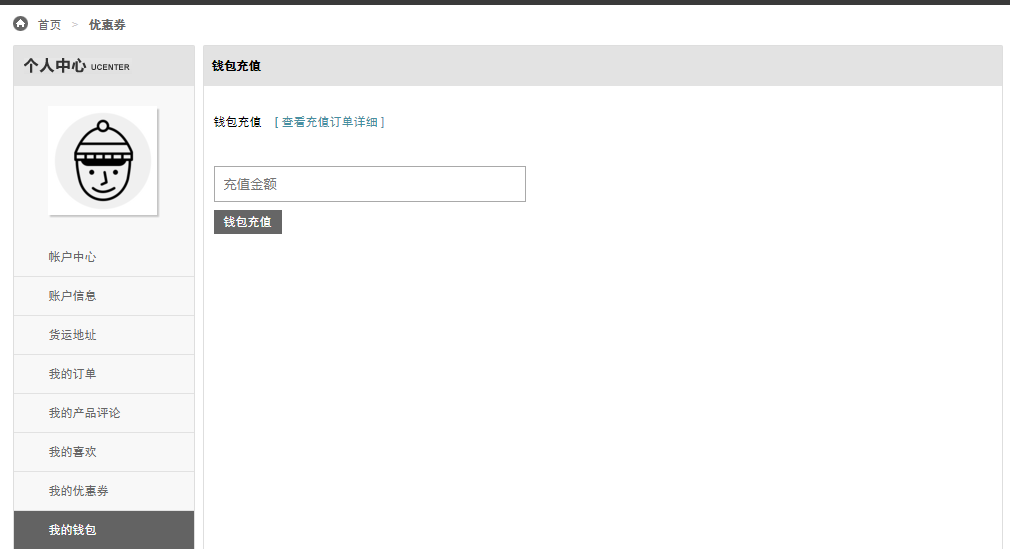 首页 > 优惠券
个人中心 UCENTER
帐户中心
账户信息
货运地址
我的订单
我的产品评论
我的喜欢
我的优惠券
我的钱包
钱包充值
钱包充值 [ 查看充值订单详细 ]
充值金额
钱包充值